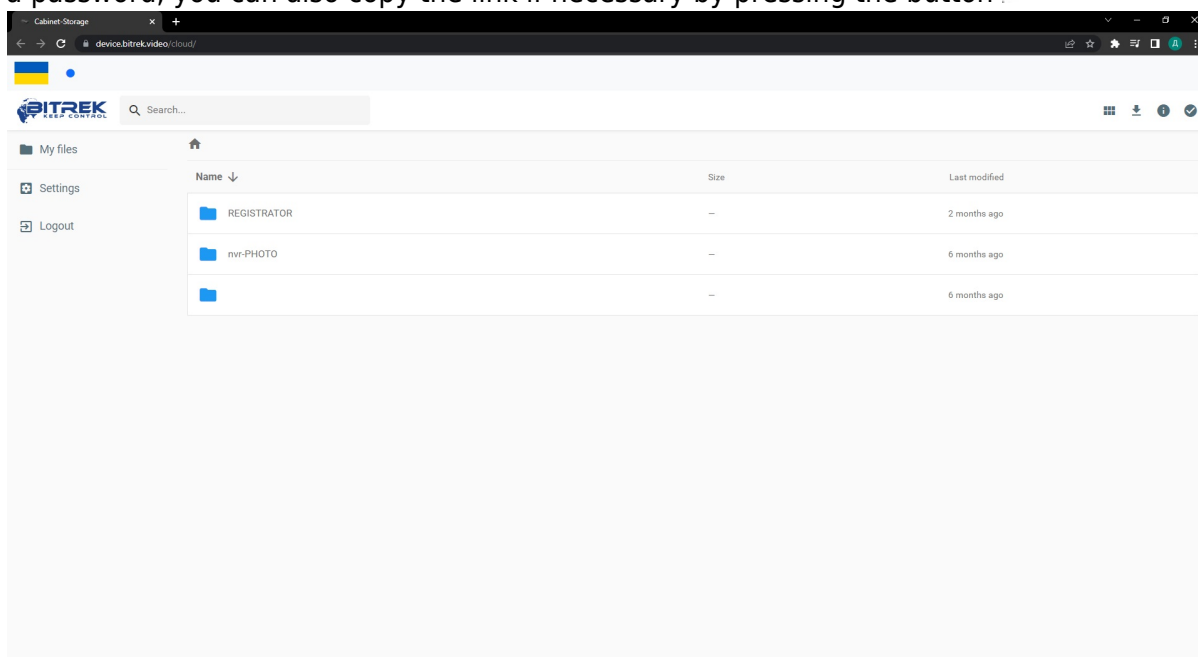 a password, you can also copy the link if necessary by pressing the button
Cabinet-Storage
device.bitrek.video/cloud/
Д
BITREK
KEEP CONTROL
Search...
My files
Settings
Logout
Name Size Last modified
REGISTRATOR – 2 months ago
nvr-PHOTO – 6 months ago
– 6 months ago